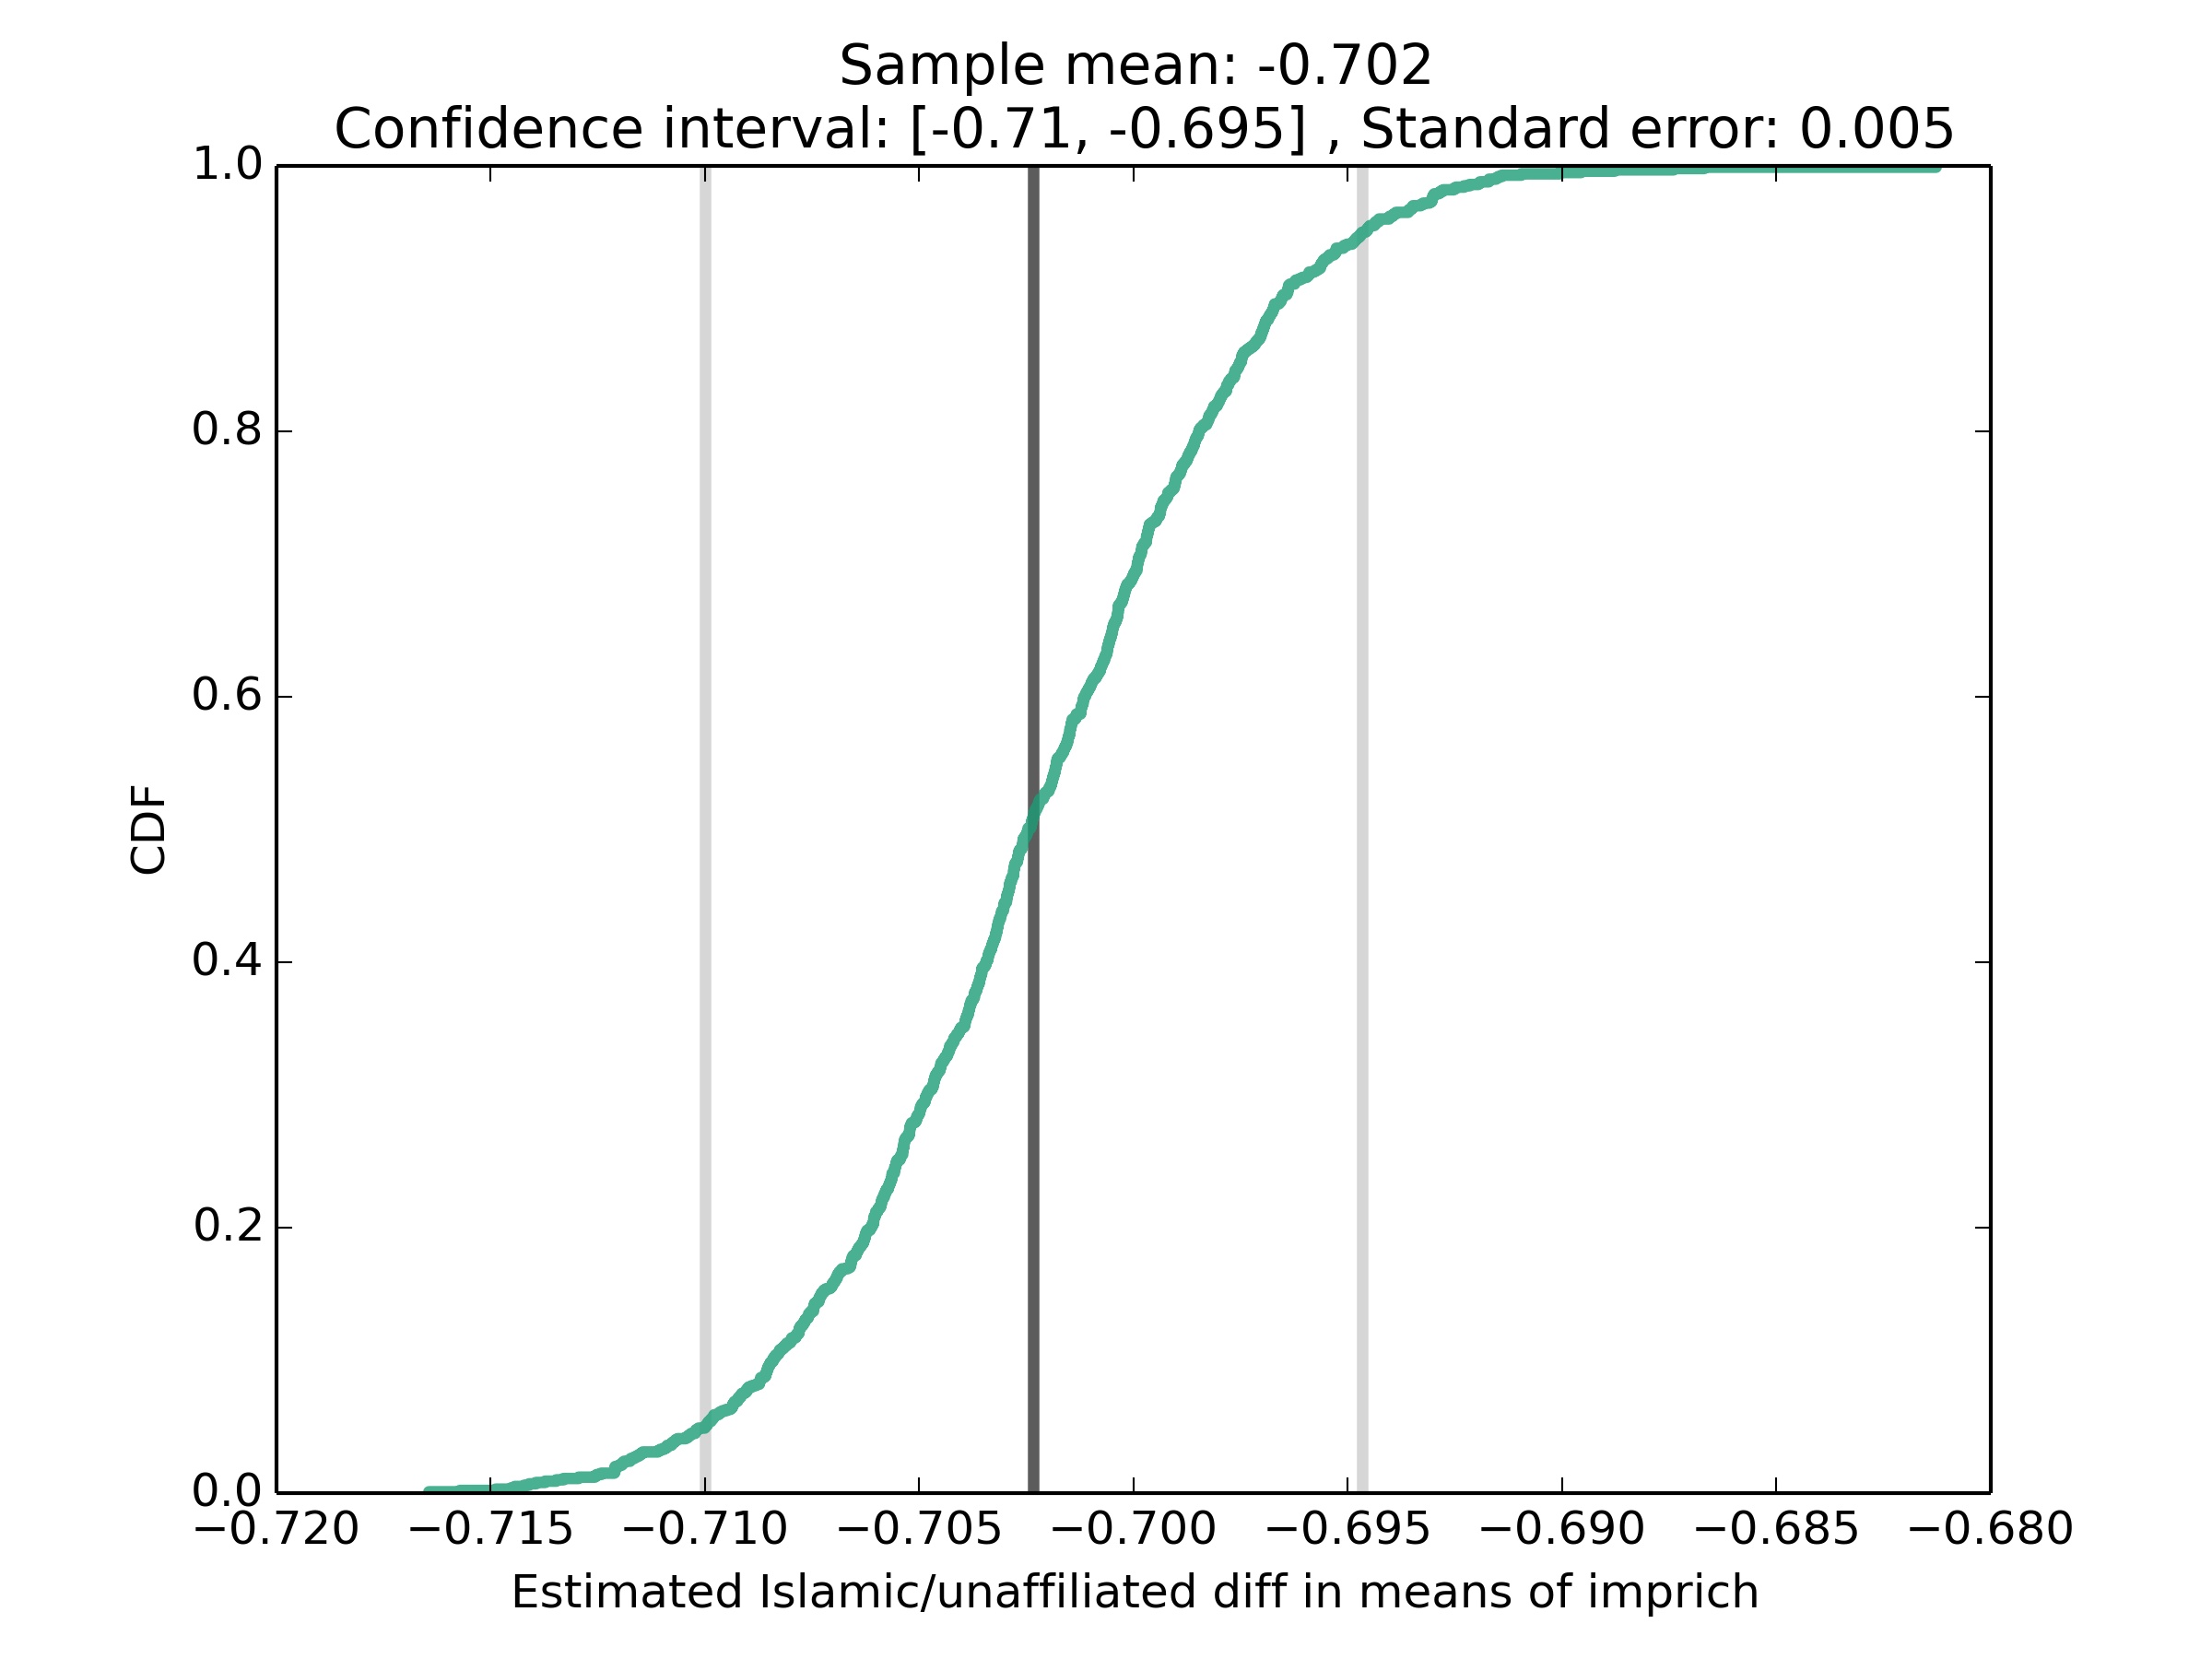 Sample mean: -0.702
Confidence interval: [-0.71, -0.695] , Standard error: 0.005
1.0
0.8
0.6
0.4
0.2
0.0
CDF
−0.720 −0.715 −0.710 −0.705 −0.700 −0.695 −0.690 −0.685 −0.680
Estimated Islamic/unaffiliated diff in means of imprich